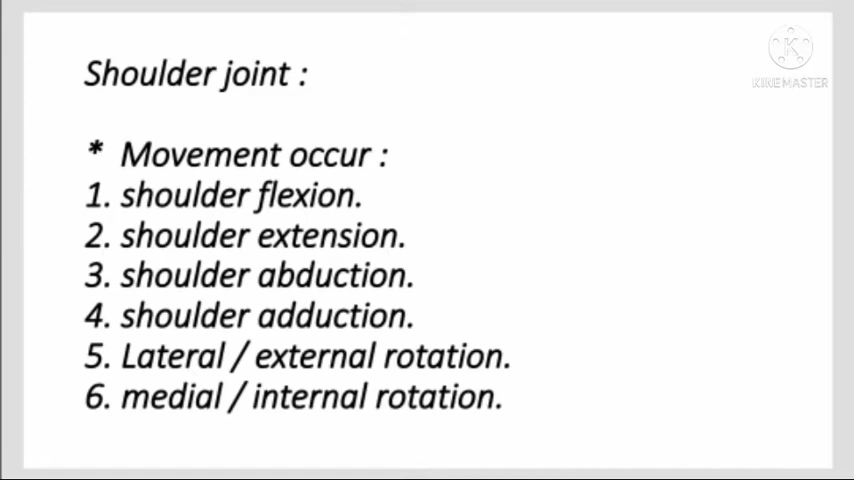 Shoulder joint :
K
KINEMASTER
* Movement occur :
1. shoulder flexion.
2. shoulder extension.
3. shoulder abduction.
4. shoulder adduction.
5. Lateral / external rotation.
6. medial / internal rotation.